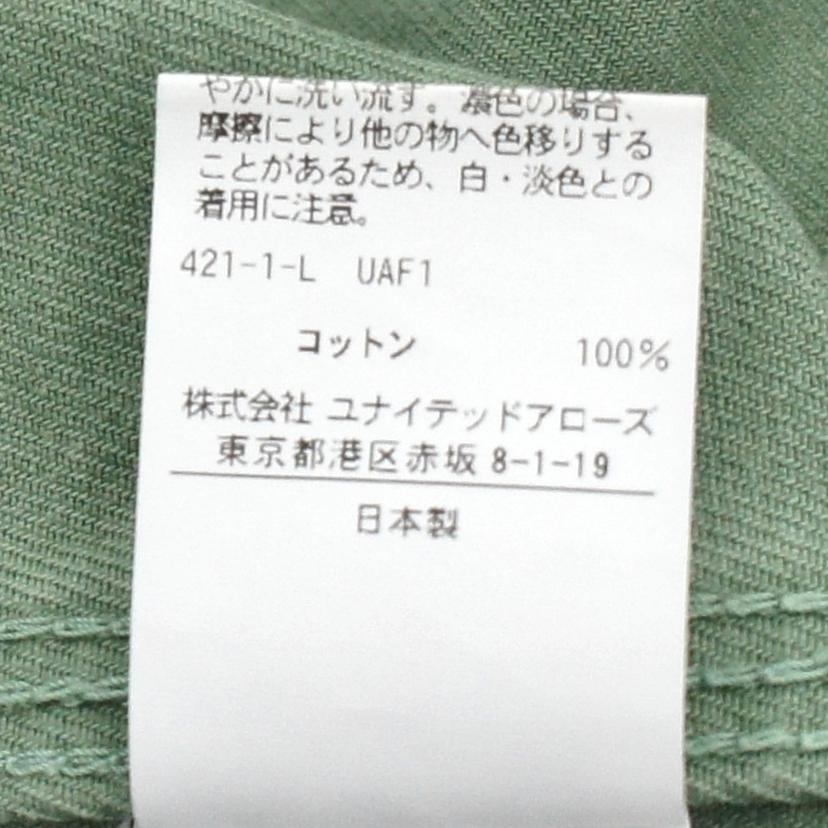 やかに洗い流す。濃色の場合、
摩擦により他の物へ色移りする
ことがあるため、白・淡色との
着用に注意。
421-1-L UAF1
コットン 100%
株式会社 ユナイテッドアローズ
東京都港区赤坂 8-1-19
日本製